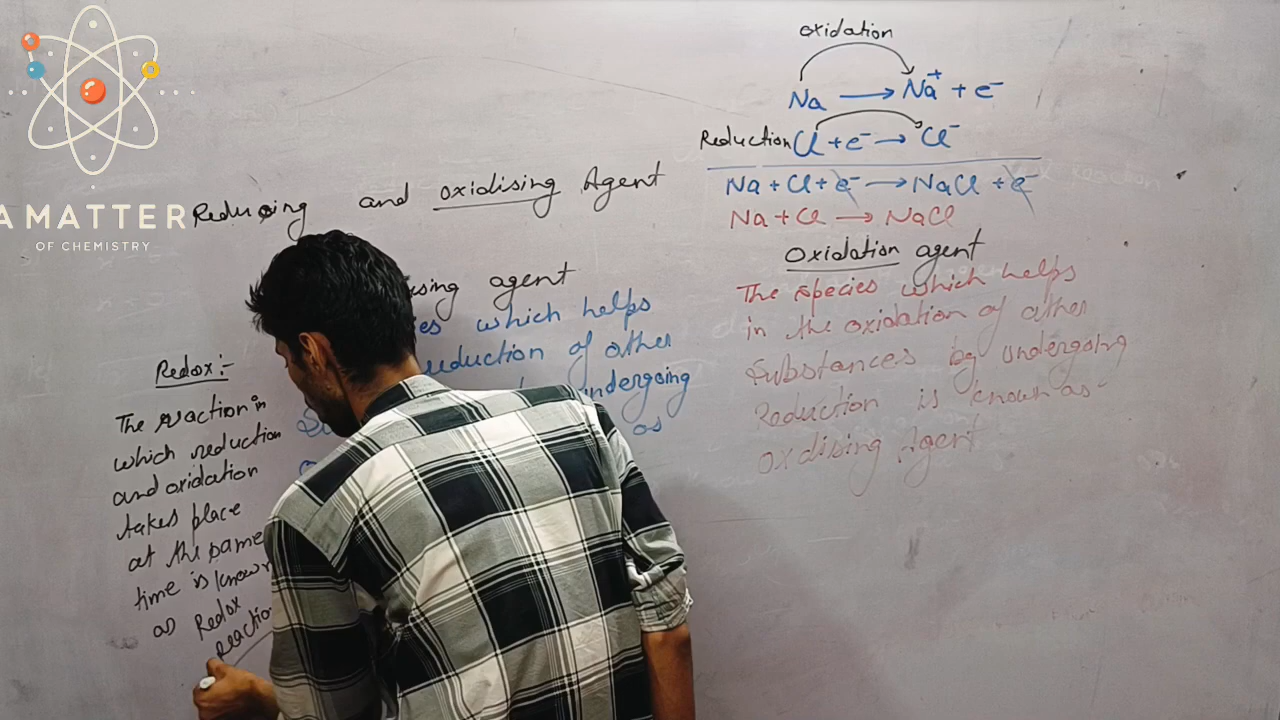 AMATTER
OF CHEMISTRY
Reducing and oxidising Agent
agent
which helps
reduction of other
undergoing
as
Redox:-
The reaction in
which reduction
and oxidation
takes place
at the same
time is known
as Redox
reaction
oxidation
Na → Na+ + e-
Reduction Cl + e- → Cl-
Na + Cl + e- → NaCl + e-
Na + Cl → NaCl
Oxidation agent
The species which helps
in the oxidation of other
Substances by undergoing
Reduction is known as
oxidising Agent